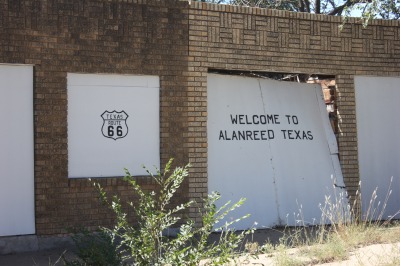 TEXAS
ROUTE
66
WELCOME TO
ALANREED TEXAS